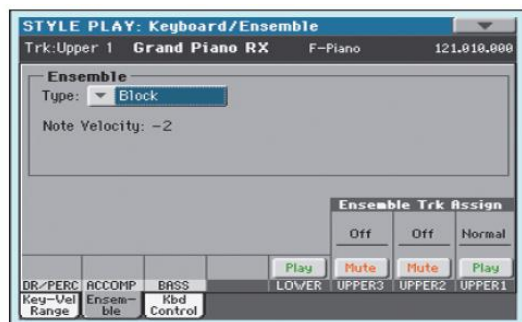 STYLE PLAY: Keyboard/Ensemble
Trk:Upper 1 Grand Piano RX F-Piano 121.010.000
Ensemble
Type: Block
Note Velocity: -2
Ensemble Trk Assign
Off Off Normal
Play Mute Mute Play
DR/PERC ACCOMP BASS LOWER UPPER3 UPPER2 UPPER1
Key-Vel Ensem- Kbd
Range ble Control